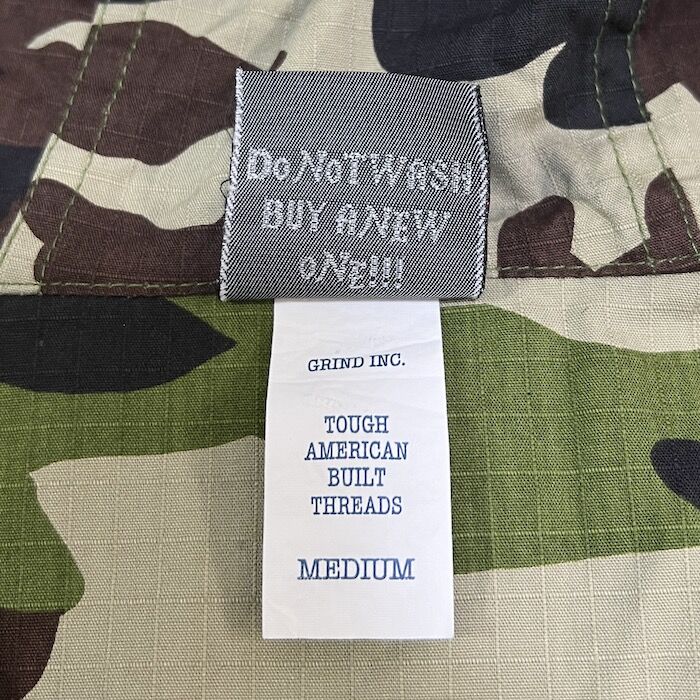 Do NoT WASH
BUY A NEW
oNE!!!
GRIND INC.
TOUGH
AMERICAN
BUILT
THREADS
MEDIUM